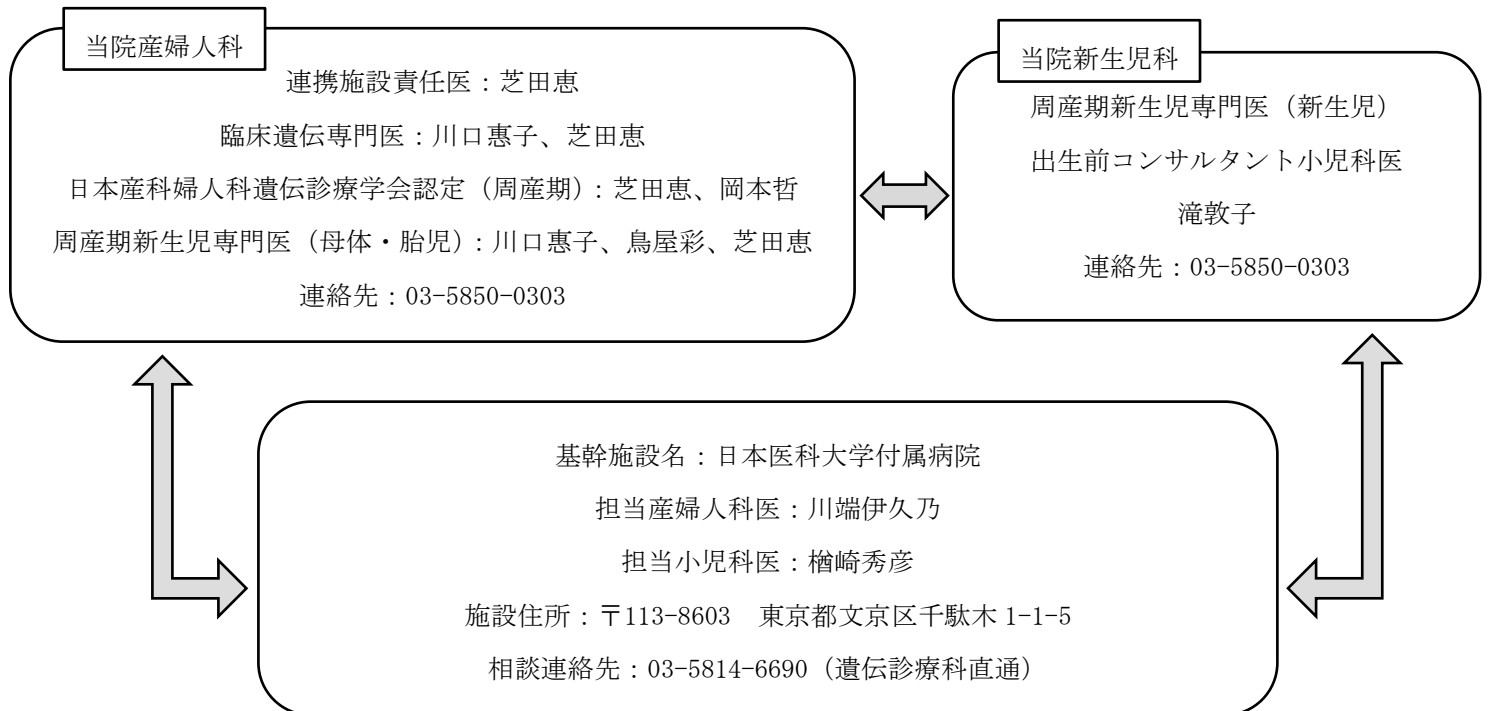 当院産婦人科
連携施設責任医：芝田恵
臨床遺伝専門医：川口惠子、芝田恵
日本産科婦人科遺伝診療学会認定（周産期）：芝田恵、岡本哲
周産期新生児専門医（母体・胎児）：川口惠子、鳥屋彩、芝田恵
連絡先：03-5850-0303
当院新生児科
周産期新生児専門医（新生児）
出生前コンサルタント小児科医
滝敦子
連絡先：03-5850-0303
基幹施設名：日本医科大学付属病院
担当産婦人科医：川端伊久乃
担当小児科医：楢崎秀彦
施設住所：〒113-8603　東京都文京区千駄木 1-1-5
相談連絡先：03-5814-6690（遺伝診療科直通）